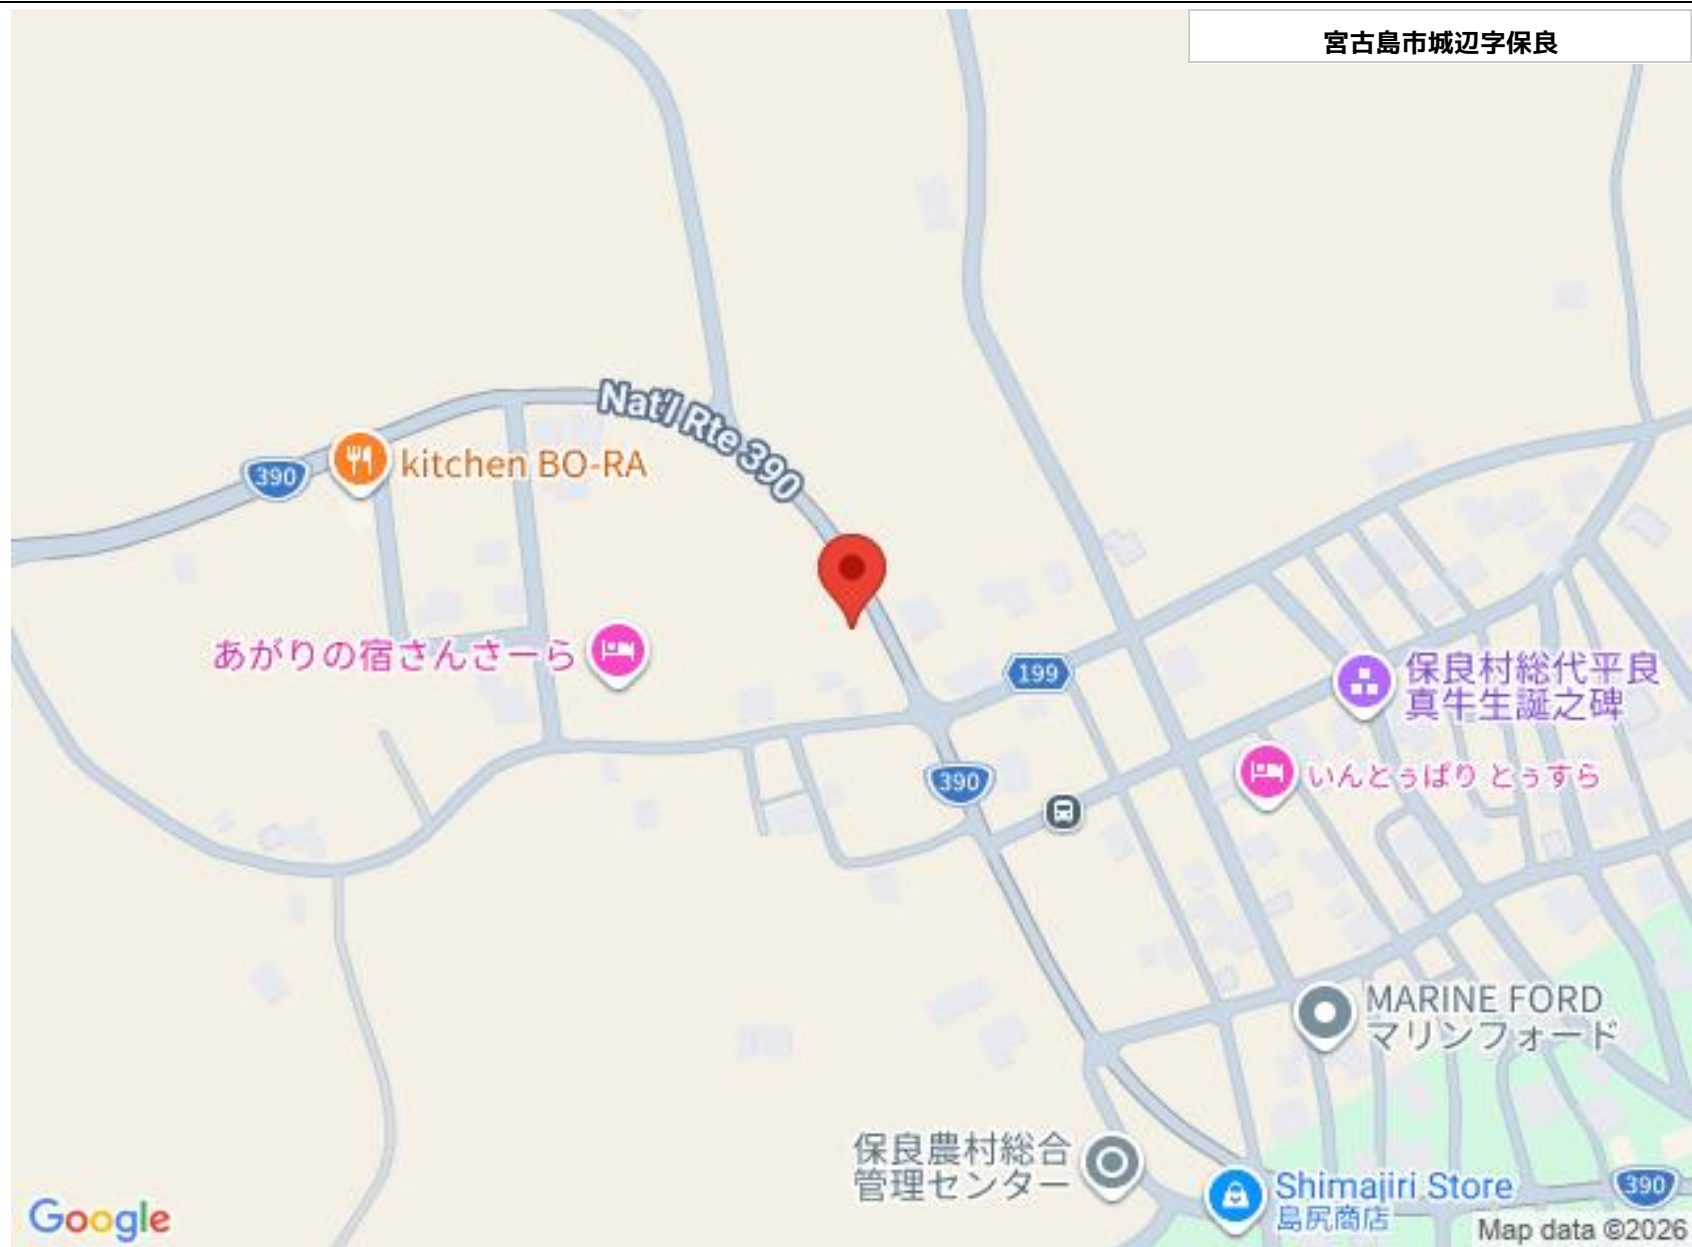 宮古島市城辺字保良
Nat'l Rte 390
390
kitchen BO-RA
あがりの宿さんさーら
199
保良村総代平良
真牛生誕之碑
390
いんとぅばり とぅすら
MARINE FORD
マリンフォード
保良農村総合
管理センター
Shimajiri Store
島尻商店
390
Google
Map data ©2026